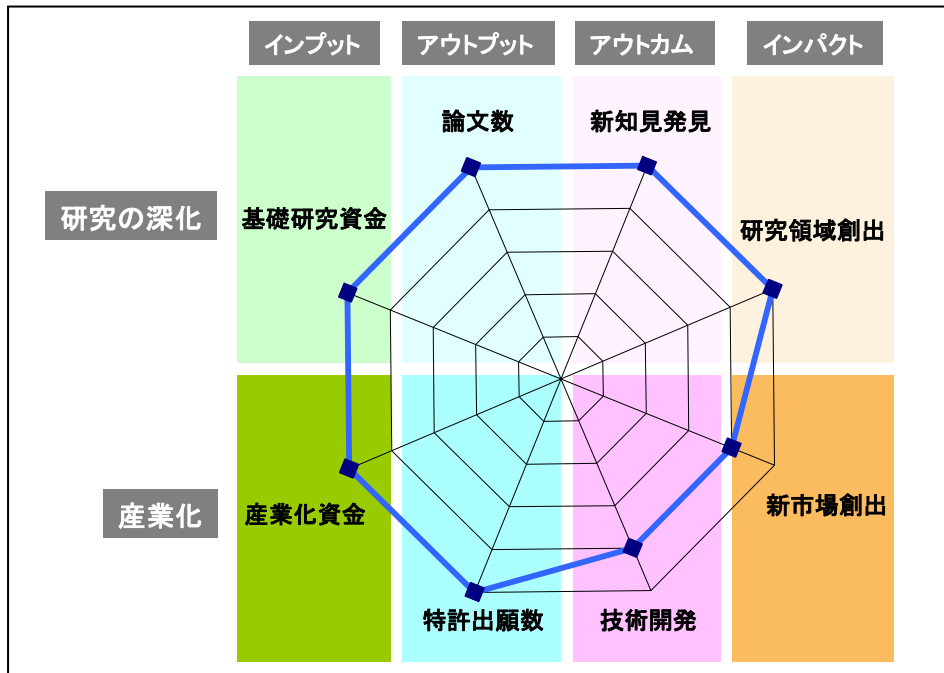 インプット
アウトプット
アウトカム
インパクト
論文数
新知見発見
研究の深化
基礎研究資金
研究領域創出
産業化
産業化資金
新市場創出
特許出願数
技術開発